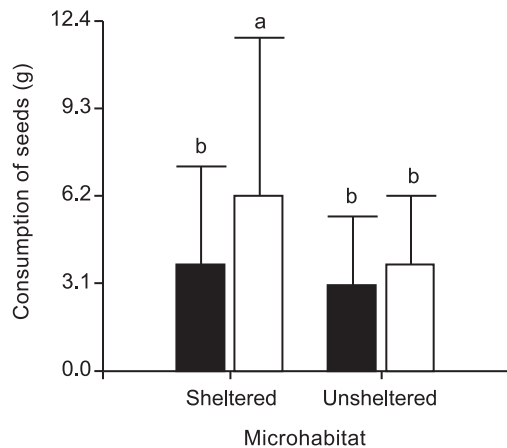 12.4
9.3
6.2
3.1
0.0
Consumption of seeds (g)
a
b
b
b
Sheltered Unsheltered
Microhabitat